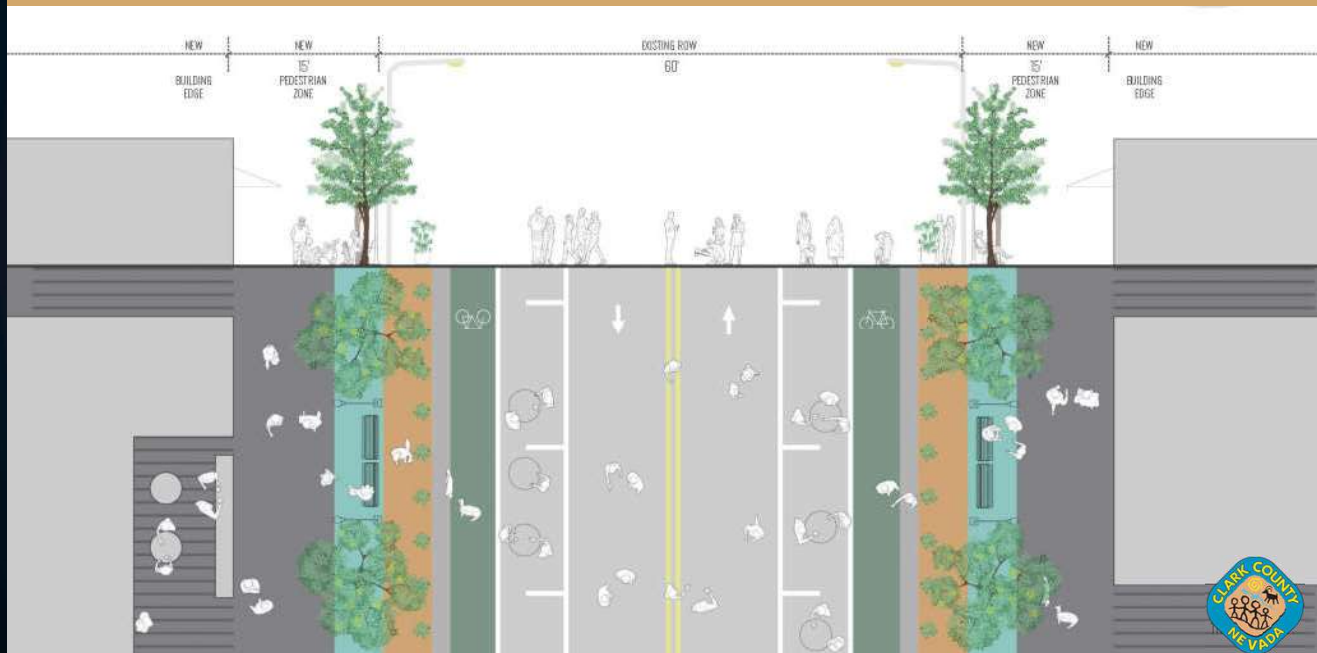 NEW NEW EXISTING ROW NEW NEW
BUILDING EDGE
15' PEDESTRIAN ZONE
60'
15' PEDESTRIAN ZONE
BUILDING EDGE
CLARK COUNTY
NEVADA